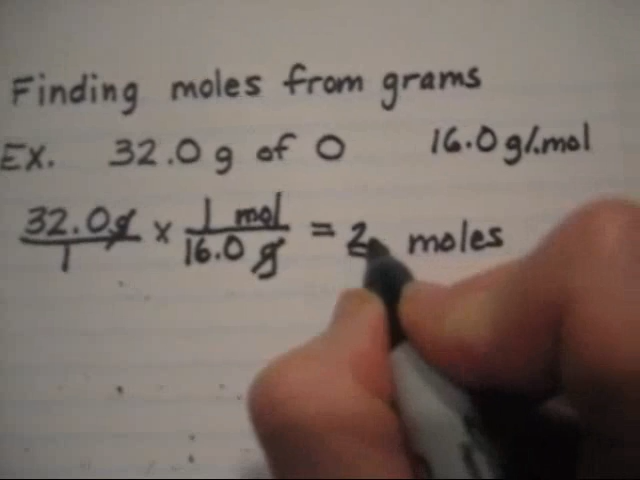 Finding moles from grams
Ex. 32.0 g of O 16.0 g/mol
32.0 g/1 x 1 mol/16.0 g = 2 moles